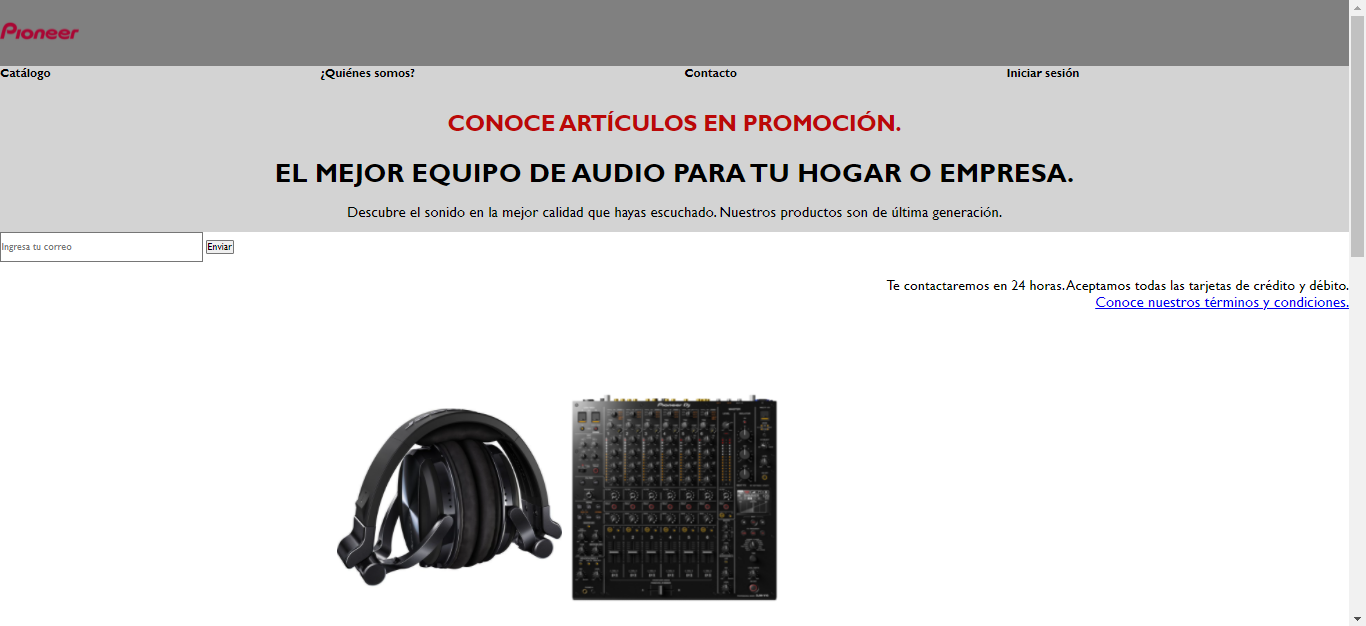 Pioneer
Catálogo ¿Quiénes somos? Contacto Iniciar sesión
CONOCE ARTÍCULOS EN PROMOCIÓN.
EL MEJOR EQUIPO DE AUDIO PARA TU HOGAR O EMPRESA.
Descubre el sonido en la mejor calidad que hayas escuchado. Nuestros productos son de última generación.
Ingresa tu correo Enviar
Te contactaremos en 24 horas. Aceptamos todas las tarjetas de crédito y débito.
Conoce nuestros términos y condiciones.
Pioneer Dj